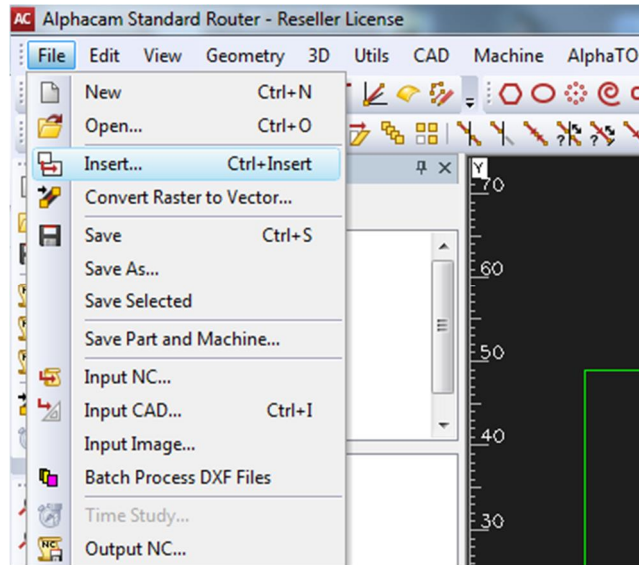 AC Alphacam Standard Router - Reseller License
File Edit View Geometry 3D Utils CAD Machine AlphaTO
New Ctrl+N
Open... Ctrl+O
Insert... Ctrl+Insert
Convert Raster to Vector...
Save Ctrl+S
Save As...
Save Selected
Save Part and Machine...
Input NC...
Input CAD... Ctrl+I
Input Image...
Batch Process DXF Files
Time Study...
NC Output NC...
Y
70
60
50
40
30